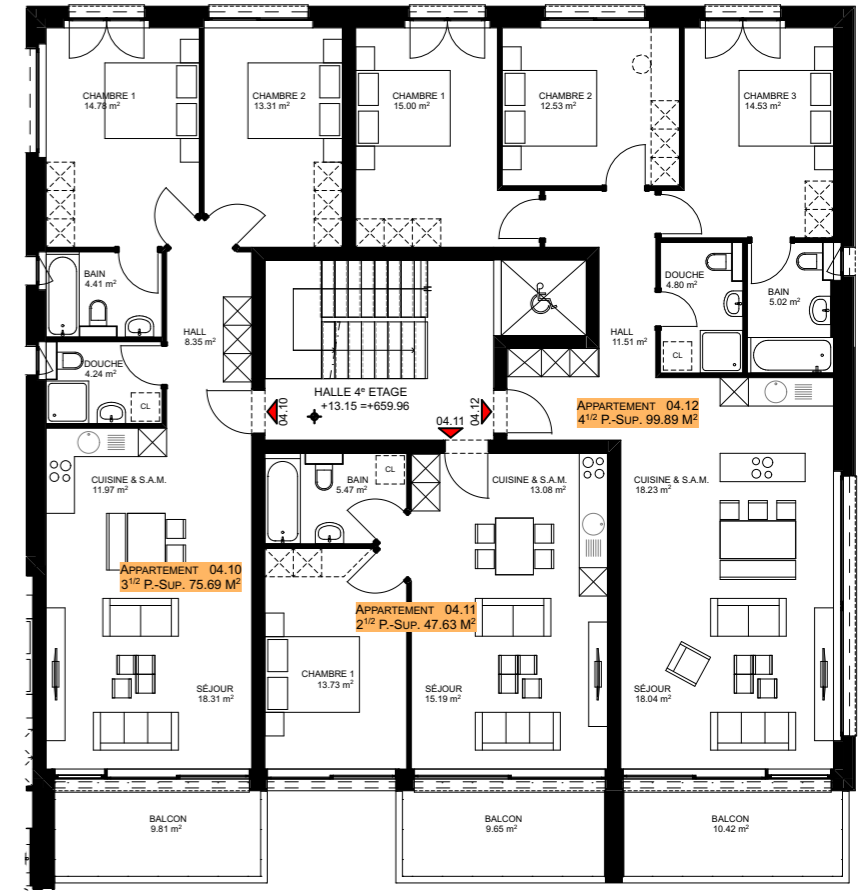 CHAMBRE 1
14.78 m²
CHAMBRE 2
13.31 m²
CHAMBRE 1
15.00 m²
CHAMBRE 2
12.53 m²
CHAMBRE 3
14.53 m²
BAIN
4.41 m²
HALL
8.35 m²
DOUCHE
4.24 m²
CL
DOUCHE
4.80 m²
BAIN
5.02 m²
HALL
11.51 m²
CL
HALLE 4ᵉ ETAGE
+13.15 =+659.96
04.10
04.11
04.12
APPARTEMENT 04.12
4¹ᐟ² P.-SUP. 99.89 M²
CUISINE & S.A.M.
11.97 m²
BAIN
5.47 m²
CL
CUISINE & S.A.M.
13.08 m²
CUISINE & S.A.M.
18.23 m²
APPARTEMENT 04.10
3¹ᐟ² P.-SUP. 75.69 M²
APPARTEMENT 04.11
2¹ᐟ² P.-SUP. 47.63 M²
CHAMBRE 1
13.73 m²
SÉJOUR
18.31 m²
SÉJOUR
15.19 m²
SÉJOUR
18.04 m²
BALCON
9.81 m²
BALCON
9.65 m²
BALCON
10.42 m²